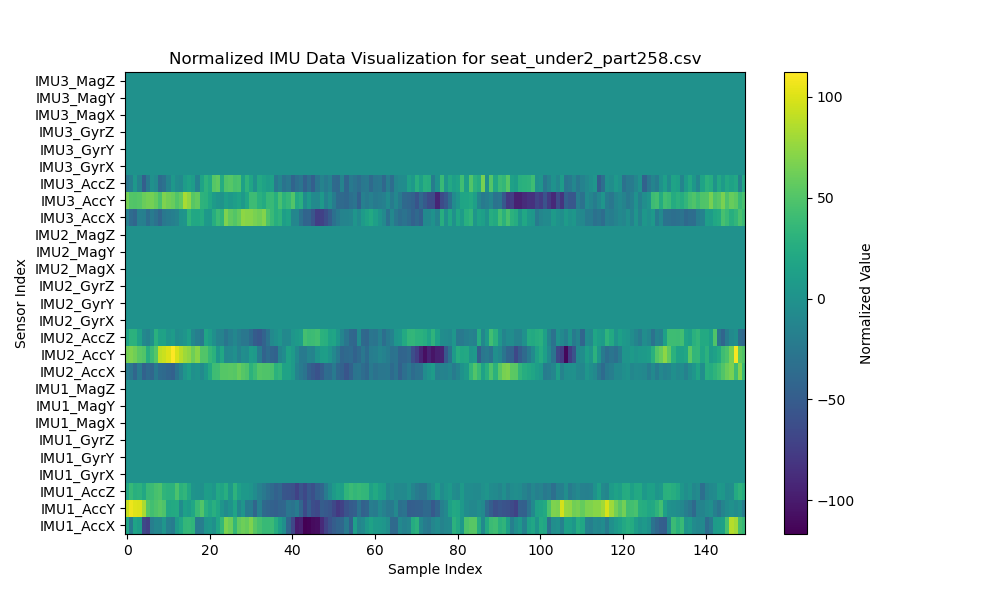 Normalized IMU Data Visualization for seat_under2_part258.csv
IMU3_MagZ
IMU3_MagY
IMU3_MagX
IMU3_GyrZ
IMU3_GyrY
IMU3_GyrX
IMU3_AccZ
IMU3_AccY
IMU3_AccX
IMU2_MagZ
IMU2_MagY
IMU2_MagX
IMU2_GyrZ
IMU2_GyrY
IMU2_GyrX
IMU2_AccZ
IMU2_AccY
IMU2_AccX
IMU1_MagZ
IMU1_MagY
IMU1_MagX
IMU1_GyrZ
IMU1_GyrY
IMU1_GyrX
IMU1_AccZ
IMU1_AccY
IMU1_AccX
Sensor Index
0 20 40 60 80 100 120 140
Sample Index
100
50
0
−50
−100
Normalized Value